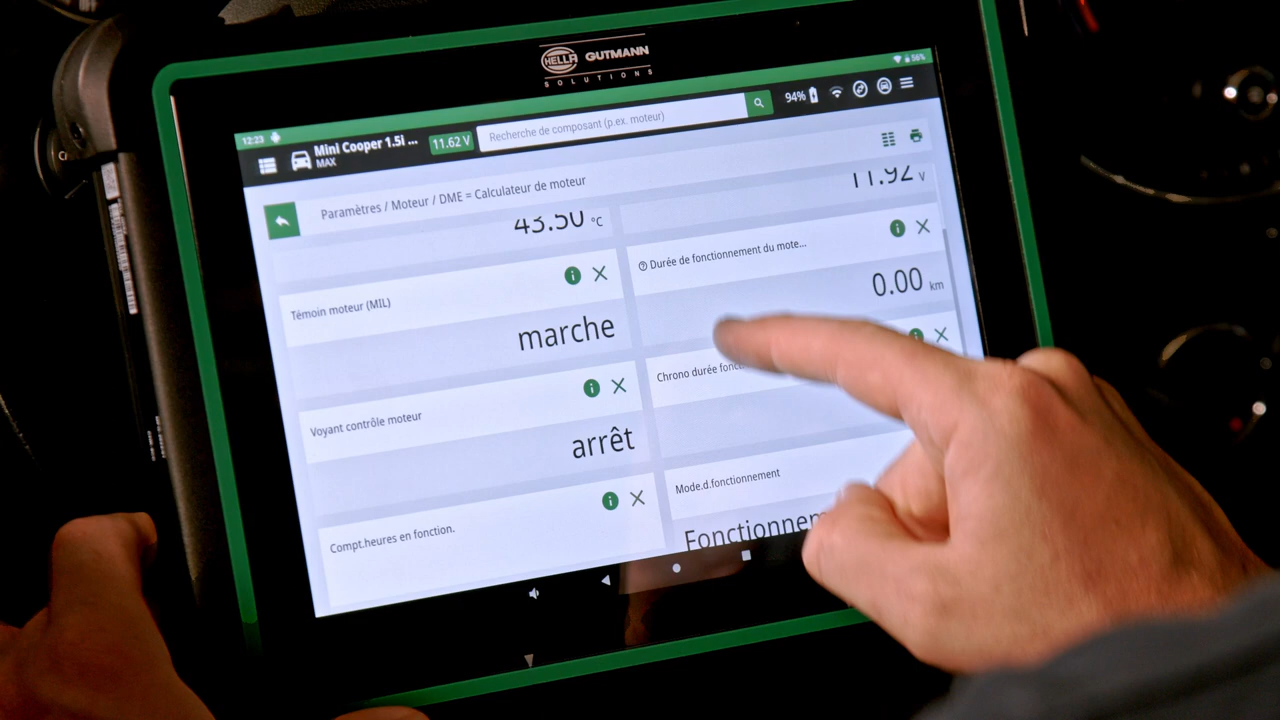 HELLA GUTMANN
SOLUTIONS
12:23
56%
Mini Cooper 1.5i ...
MAX
11.62 V
Recherche de composant (p.ex. moteur)
94%
Paramètres / Moteur / DME = Calculateur de moteur
43.50 °C
11.92 V
Témoin moteur (MIL)
marche
Durée de fonctionnement du mote...
0.00 km
Voyant contrôle moteur
arrêt
Chrono durée
Compt.heures en fonction.
Mode.d.fonctionnement